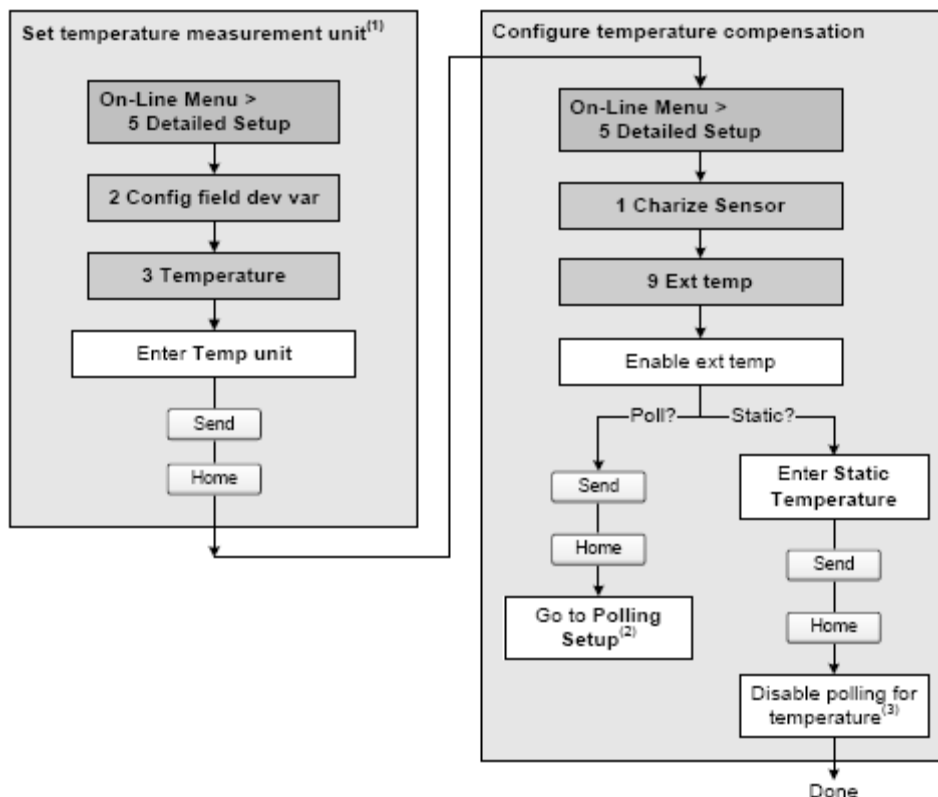 Set temperature measurement unit(1)
On-Line Menu >
5 Detailed Setup
2 Config field dev var
3 Temperature
Enter Temp unit
Send
Home
Configure temperature compensation
On-Line Menu >
5 Detailed Setup
1 Charize Sensor
9 Ext temp
Enable ext temp
Poll?
Static?
Send
Home
Go to Polling
Setup(2)
Enter Static
Temperature
Send
Home
Disable polling for
temperature(3)
Done